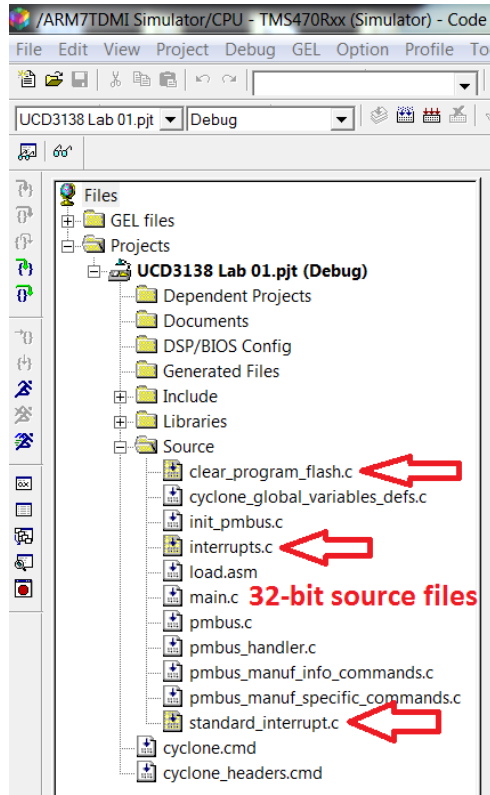 /ARM7TDMI Simulator/CPU - TMS470Rxx (Simulator) - Code
File Edit View Project Debug GEL Option Profile To
UCD3138 Lab 01.pjt Debug
Files
GEL files
Projects
UCD3138 Lab 01.pjt (Debug)
Dependent Projects
Documents
DSP/BIOS Config
Generated Files
Include
Libraries
Source
clear_program_flash.c
cyclone_global_variables_defs.c
init_pmbus.c
interrupts.c
load.asm
main.c 32-bit source files
pmbus.c
pmbus_handler.c
pmbus_manuf_info_commands.c
pmbus_manuf_specific_commands.c
standard_interrupt.c
cyclone.cmd
cyclone_headers.cmd